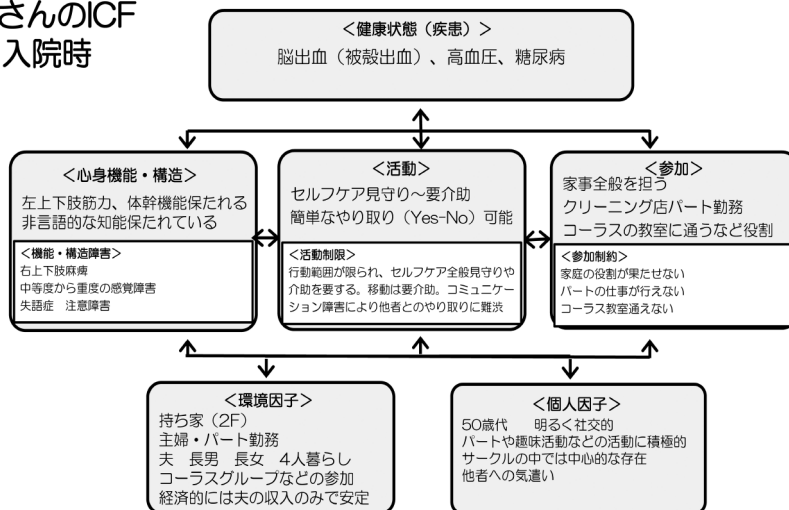 さんのICF
入院時
＜健康状態（疾患）＞
脳出血（被殻出血）、高血圧、糖尿病
＜心身機能・構造＞
左上下肢筋力、体幹機能保たれる
非言語的な知能保たれている
＜機能・構造障害＞
右上下肢麻痺
中等度から重度の感覚障害
失語症　注意障害
＜活動＞
セルフケア見守り～要介助
簡単なやり取り（Yes-No）可能
＜活動制限＞
行動範囲が限られ、セルフケア全般見守りや
介助を要する。移動は要介助。コミュニケー
ション障害により他者とのやり取りに難渋
＜参加＞
家事全般を担う
クリーニング店パート勤務
コーラスの教室に通うなど役割
＜参加制約＞
家庭の役割が果たせない
パートの仕事が行えない
コーラス教室通えない
＜環境因子＞
持ち家（2F）
主婦・パート勤務
夫　長男　長女　4人暮らし
コーラスグループなどの参加
経済的には夫の収入のみで安定
＜個人因子＞
50歳代　明るく社交的
パートや趣味活動などの活動に積極的
サークルの中では中心的な存在
他者への気遣い